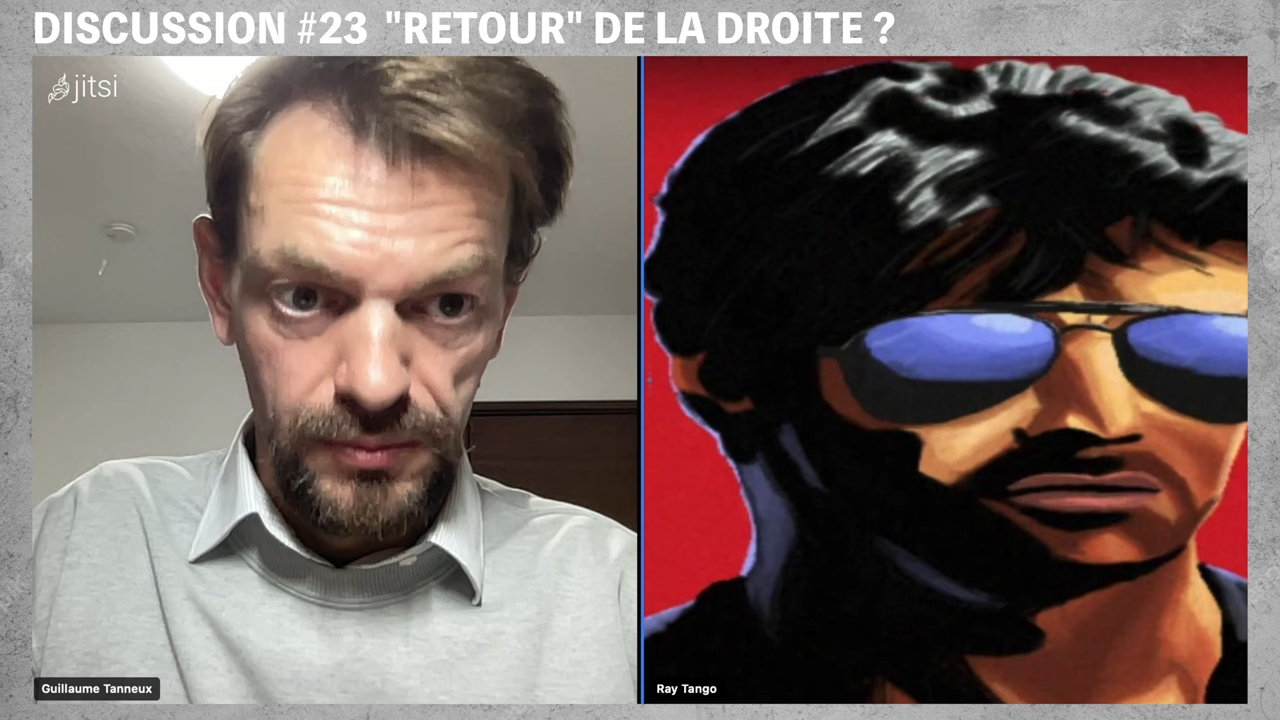 DISCUSSION #23 "RETOUR" DE LA DROITE ?
jitsi
Guillaume Tanneux
Ray Tango